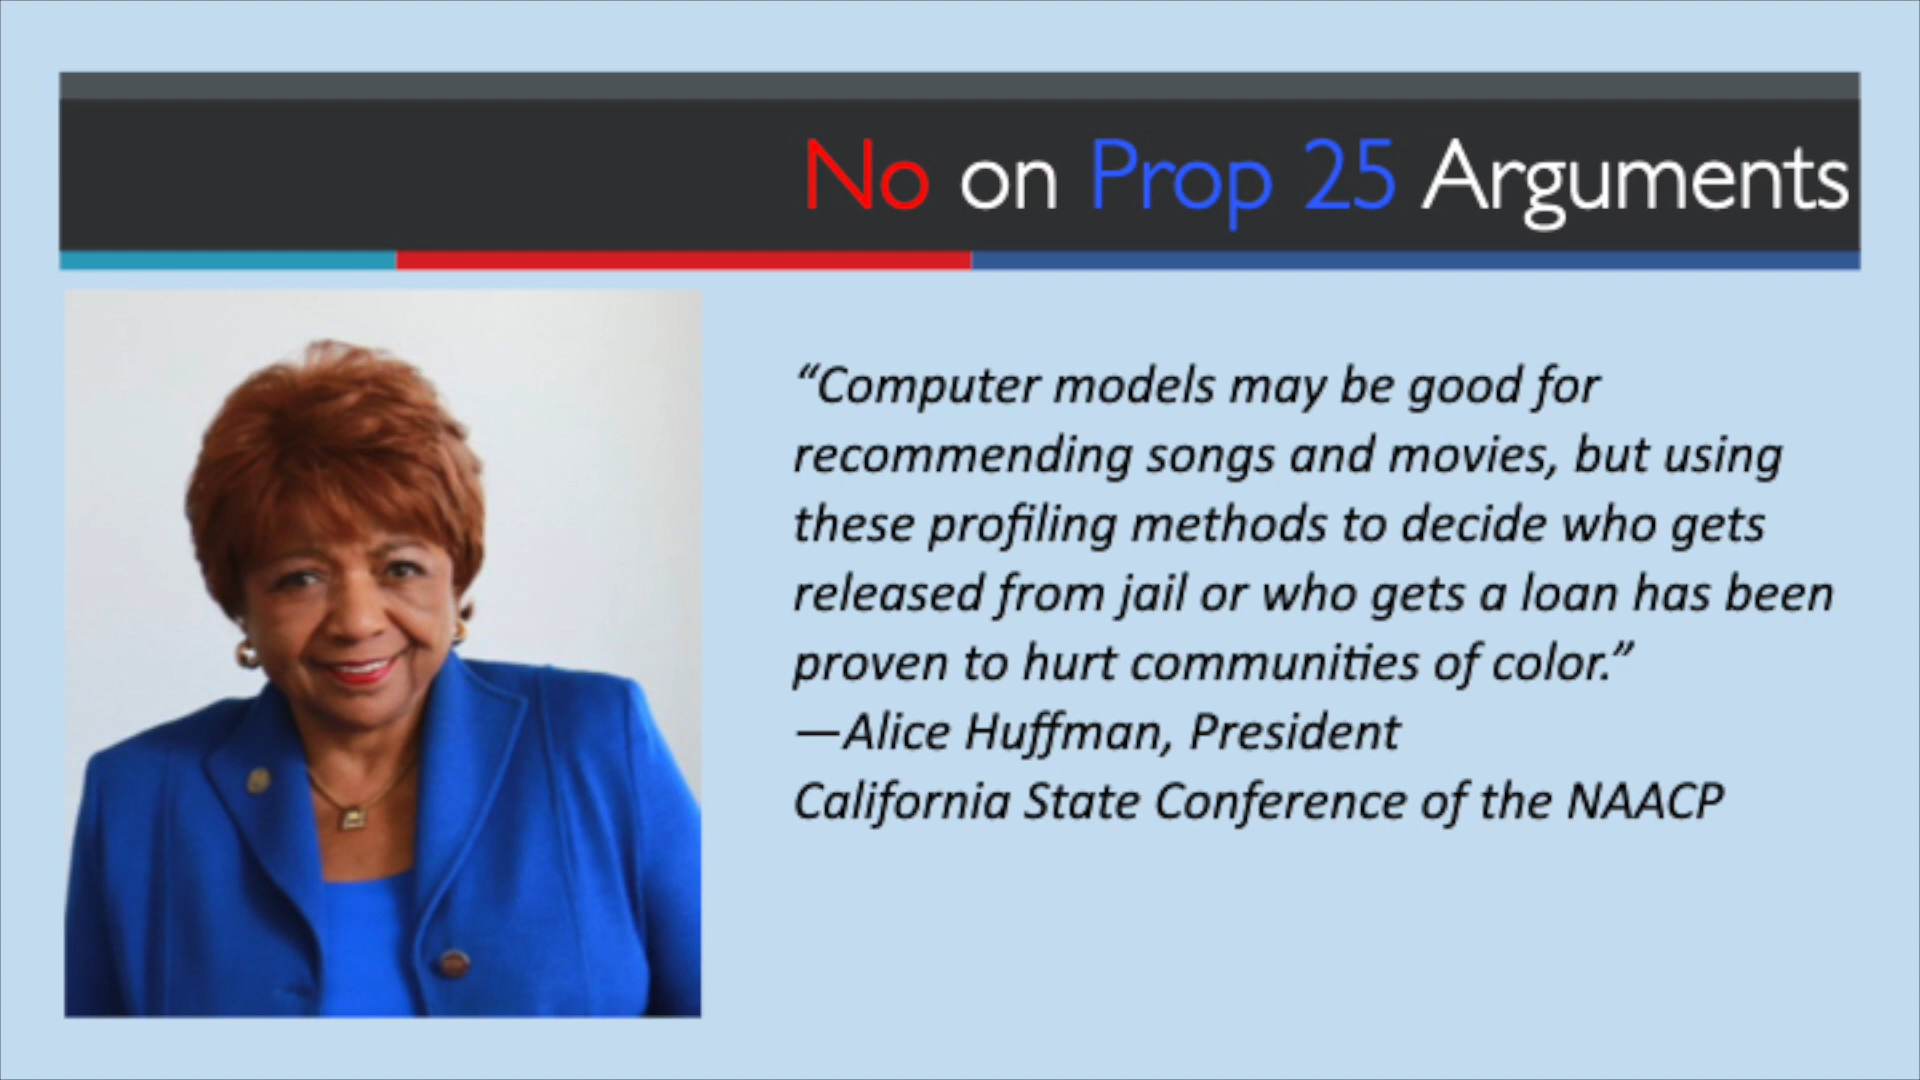 No on Prop 25 Arguments
“Computer models may be good for
recommending songs and movies, but using
these profiling methods to decide who gets
released from jail or who gets a loan has been
proven to hurt communities of color.”
—Alice Huffman, President
California State Conference of the NAACP